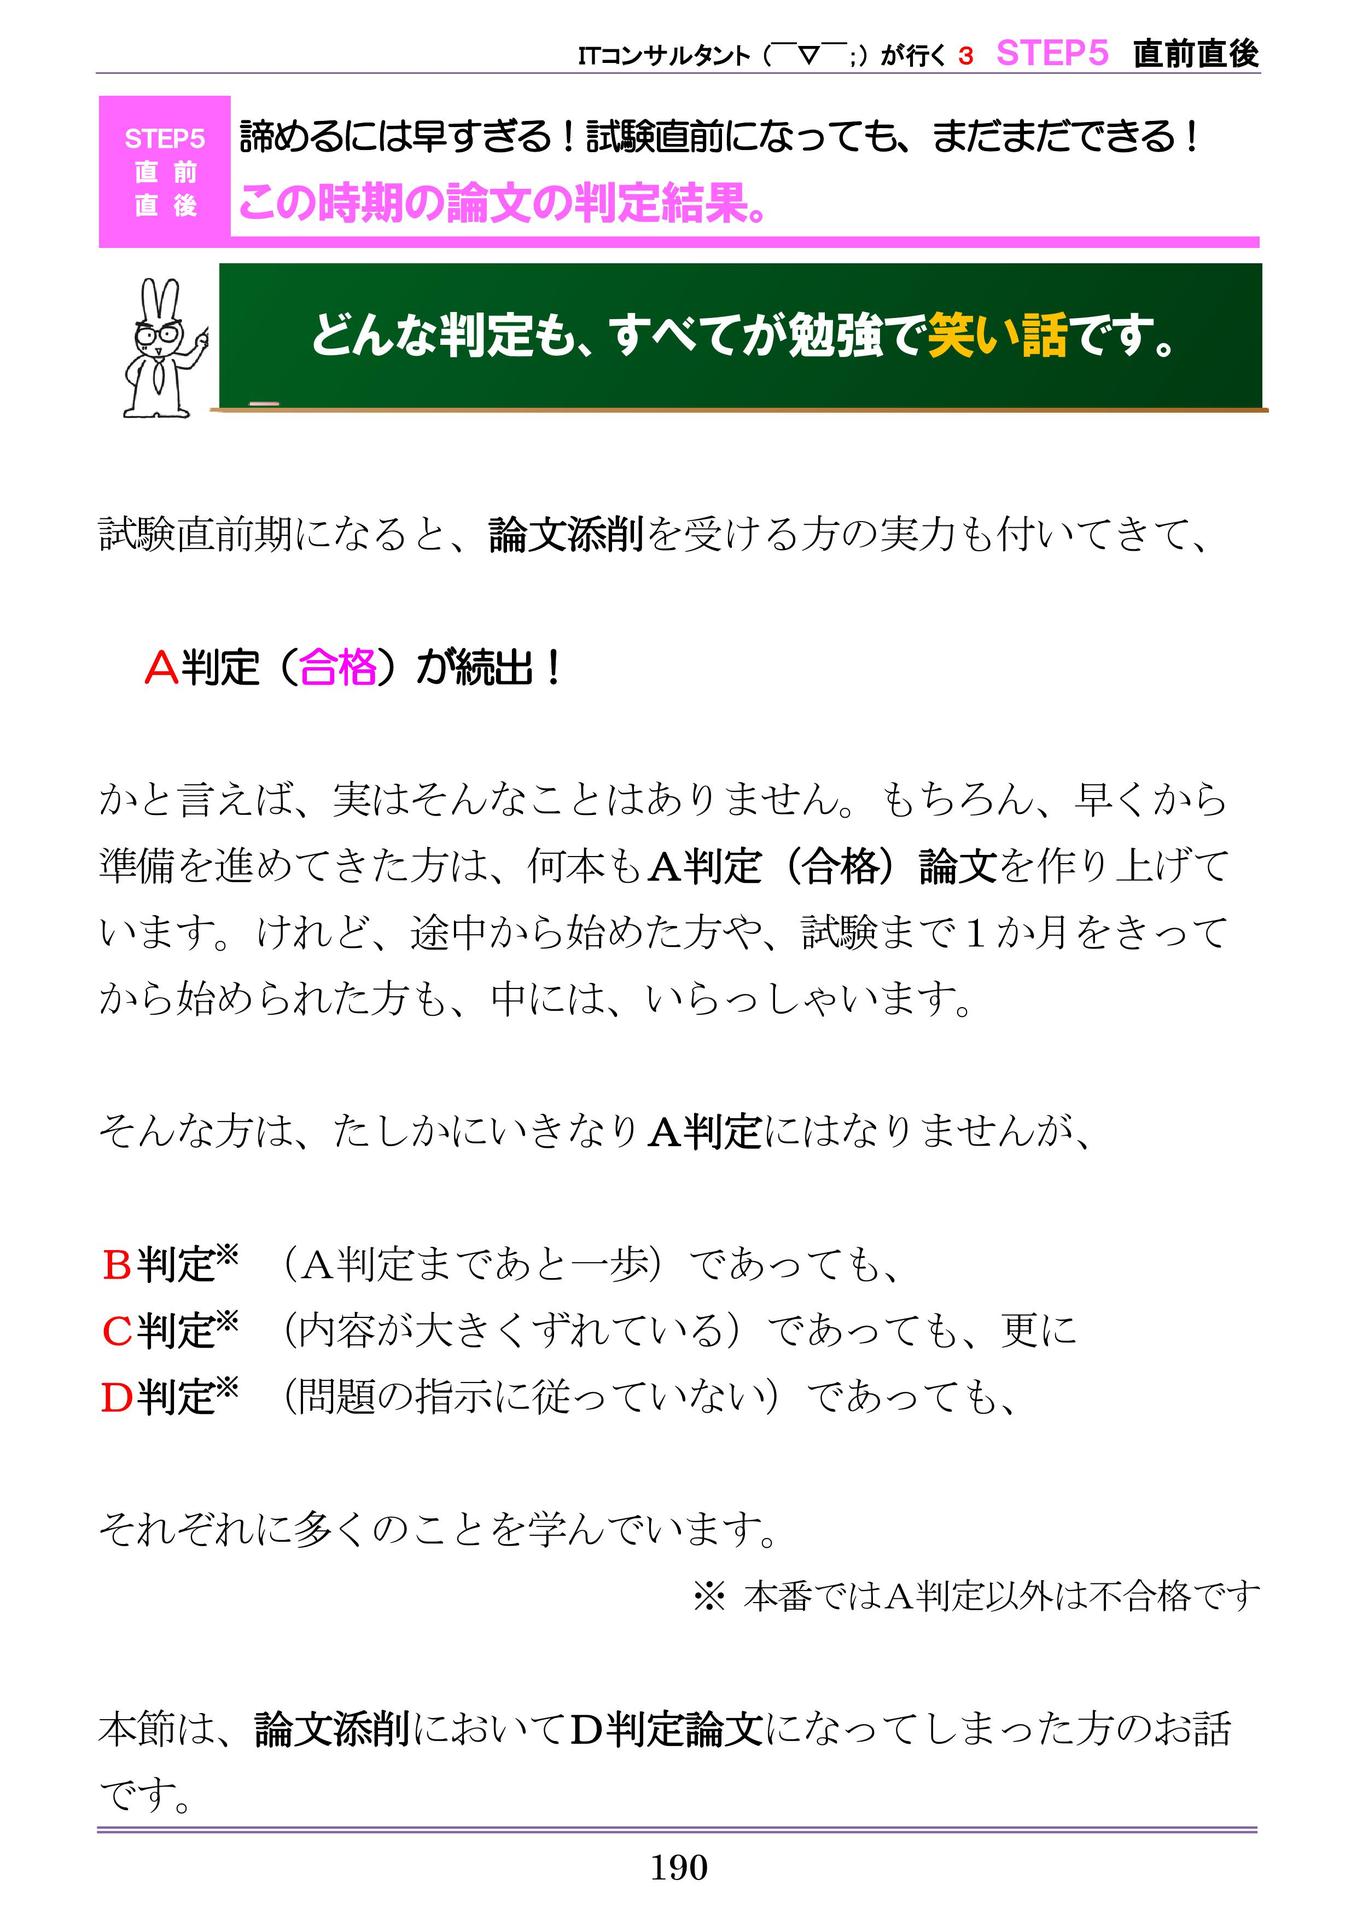 ITコンサルタント（￣▽￣；）が行く 3 STEP5 直前直後
STEP5
直 前
直 後
諦めるには早すぎる！試験直前になっても、まだまだできる！
この時期の論文の判定結果。
どんな判定も、すべてが勉強で笑い話です。
試験直前期になると、論文添削を受ける方の実力も付いてきて、
Ａ判定（合格）が続出！
かと言えば、実はそんなことはありません。もちろん、早くから
準備を進めてきた方は、何本もＡ判定（合格）論文を作り上げて
います。けれど、途中から始めた方や、試験まで１か月をきって
から始められた方も、中には、いらっしゃいます。
そんな方は、たしかにいきなりＡ判定にはなりませんが、
Ｂ判定※　（Ａ判定まであと一歩）であっても、
Ｃ判定※　（内容が大きくずれている）であっても、更に
Ｄ判定※　（問題の指示に従っていない）であっても、
それぞれに多くのことを学んでいます。
※ 本番ではＡ判定以外は不合格です
本節は、論文添削においてＤ判定論文になってしまった方のお話
です。
190